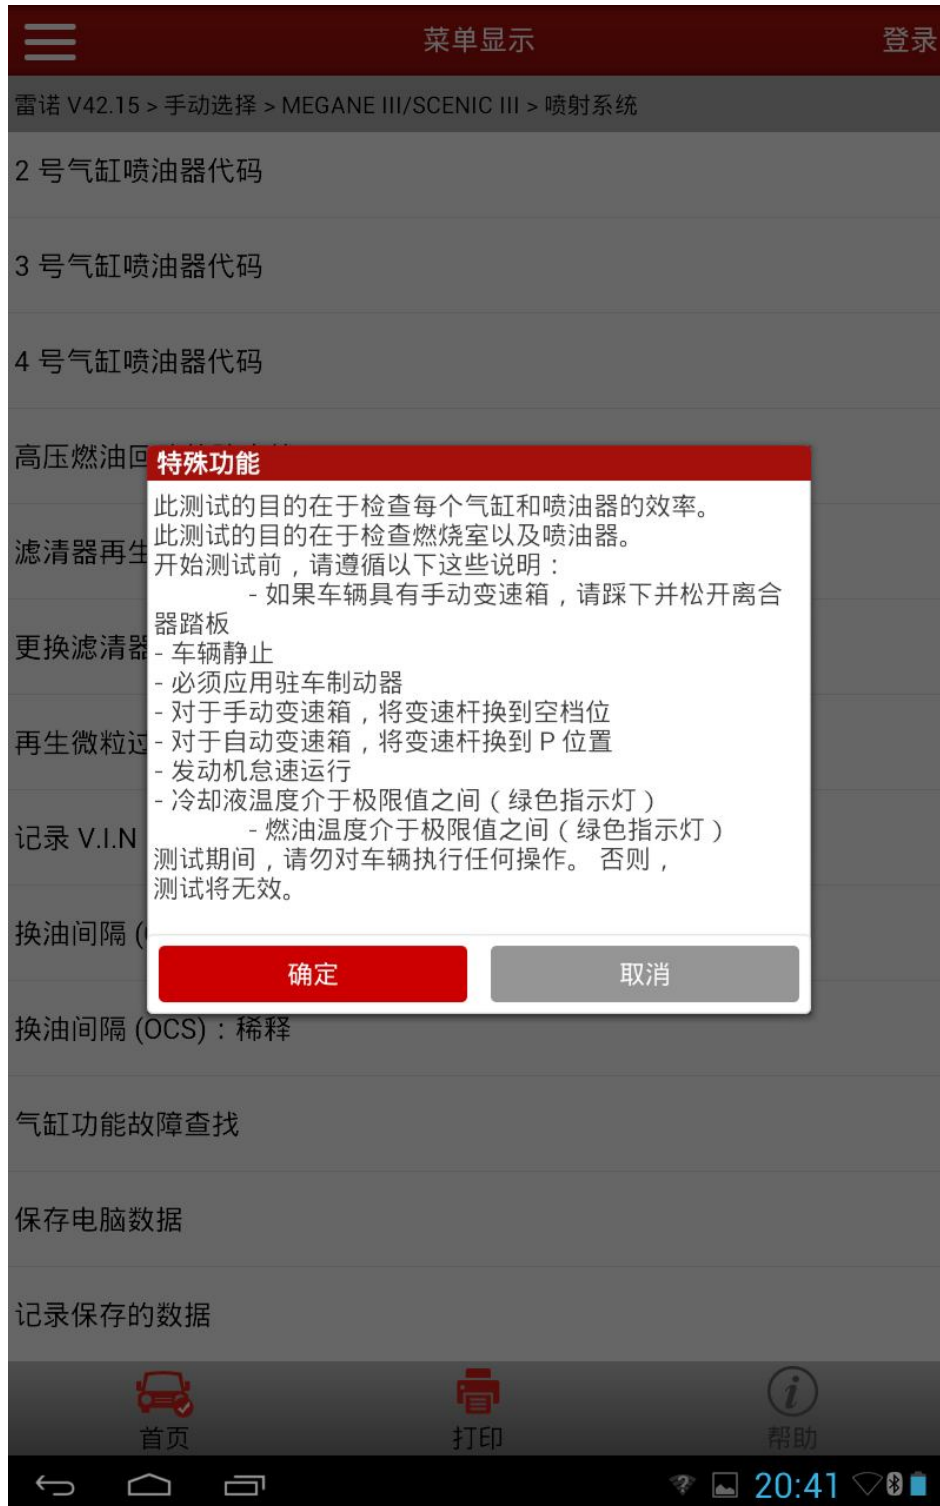 菜单显示
登录
雷诺 V42.15 > 手动选择 > MEGANE III/SCENIC III > 喷射系统
2 号气缸喷油器代码
3 号气缸喷油器代码
4 号气缸喷油器代码
高压燃油回
特殊功能
此测试的目的在于检查每个气缸和喷油器的效率。
此测试的目的在于检查燃烧室以及喷油器。
开始测试前，请遵循以下这些说明：
- 如果车辆具有手动变速箱，请踩下并松开离合
器踏板
- 车辆静止
- 必须应用驻车制动器
- 对于手动变速箱，将变速杆换到空档位
- 对于自动变速箱，将变速杆换到 P 位置
- 发动机怠速运行
- 冷却液温度介于极限值之间（绿色指示灯）
- 燃油温度介于极限值之间（绿色指示灯）
测试期间，请勿对车辆执行任何操作。 否则，
测试将无效。
确定
取消
滤清器再生
更换滤清器
再生微粒过
记录 V.I.N
换油间隔 (
换油间隔 (OCS)：稀释
气缸功能故障查找
保存电脑数据
记录保存的数据
首页
打印
帮助
20:41